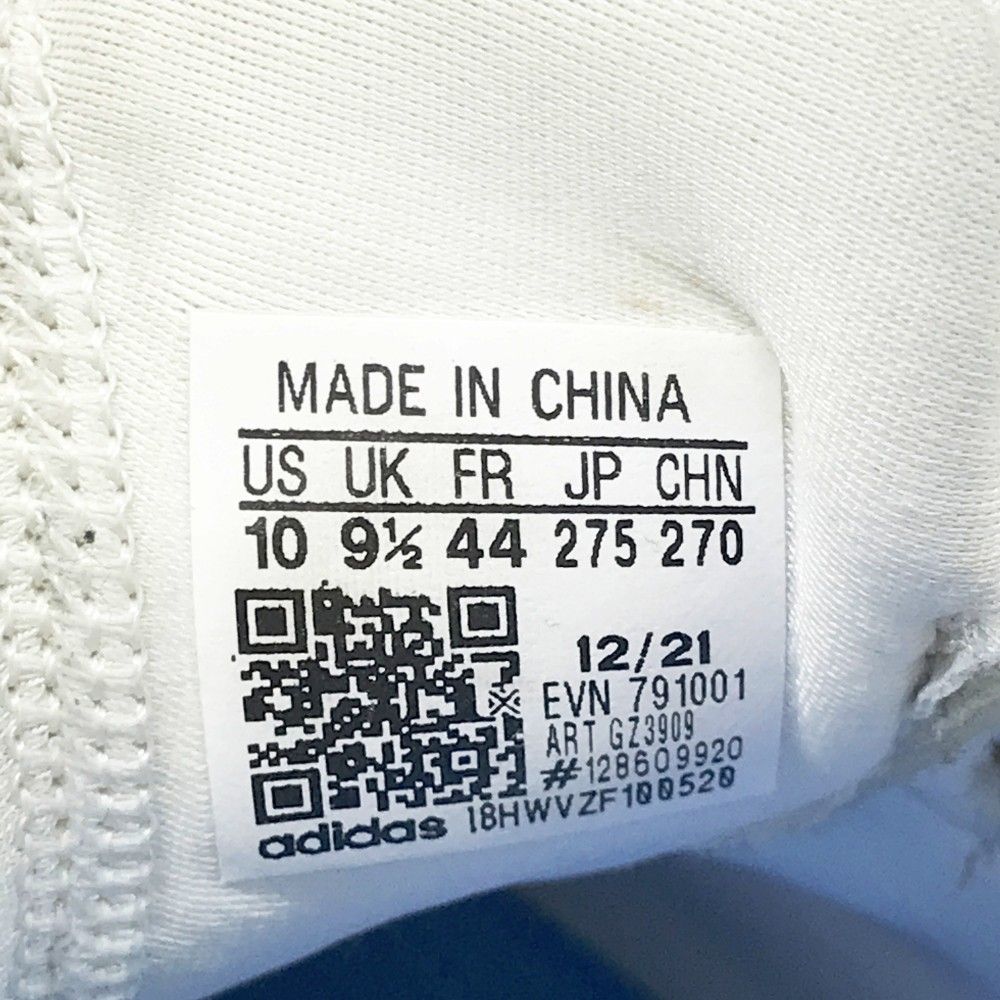 MADE IN CHINA
US UK FR JP CHN
10 9½ 44 275 270
12/21
EVN 791001
ART GZ3909
#128609920
adidas 18HWVZF100520